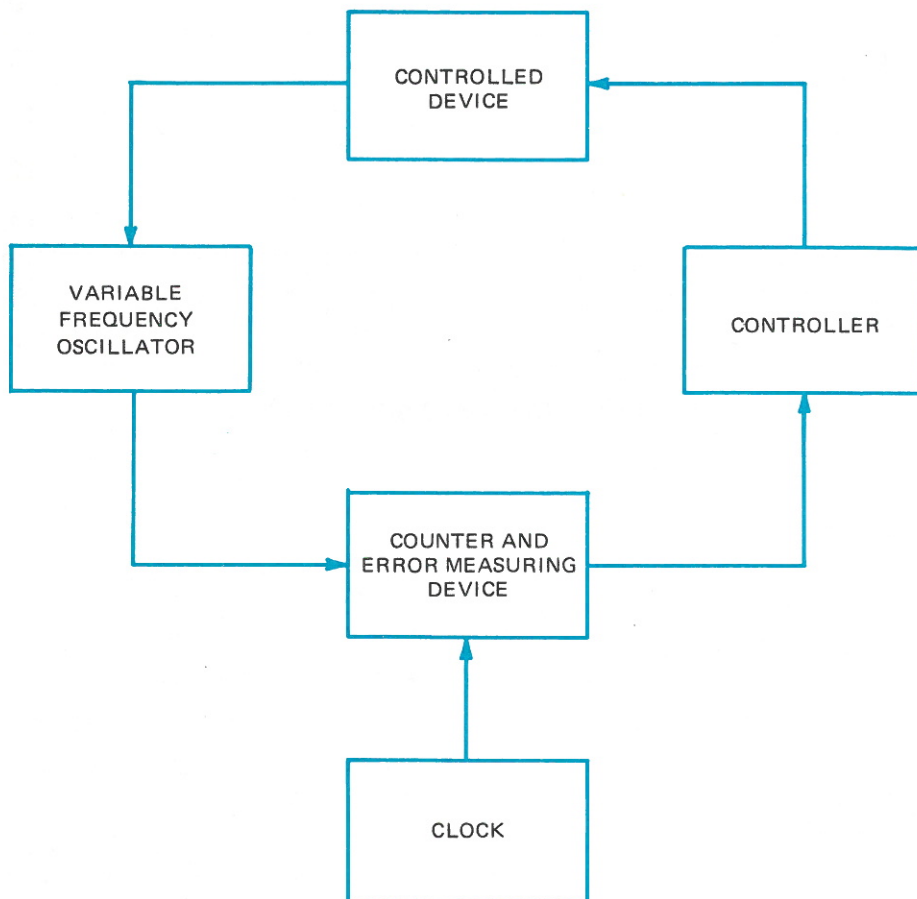 CONTROLLED
DEVICE
VARIABLE
FREQUENCY
OSCILLATOR
CONTROLLER
COUNTER AND
ERROR MEASURING
DEVICE
CLOCK